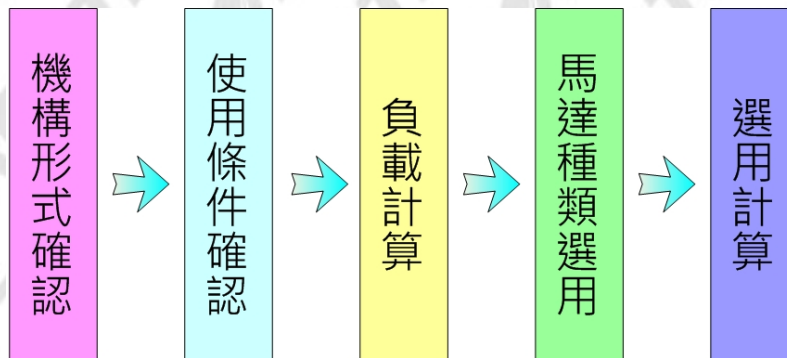 機構形式確認
使用條件確認
負載計算
馬達種類選用
選用計算